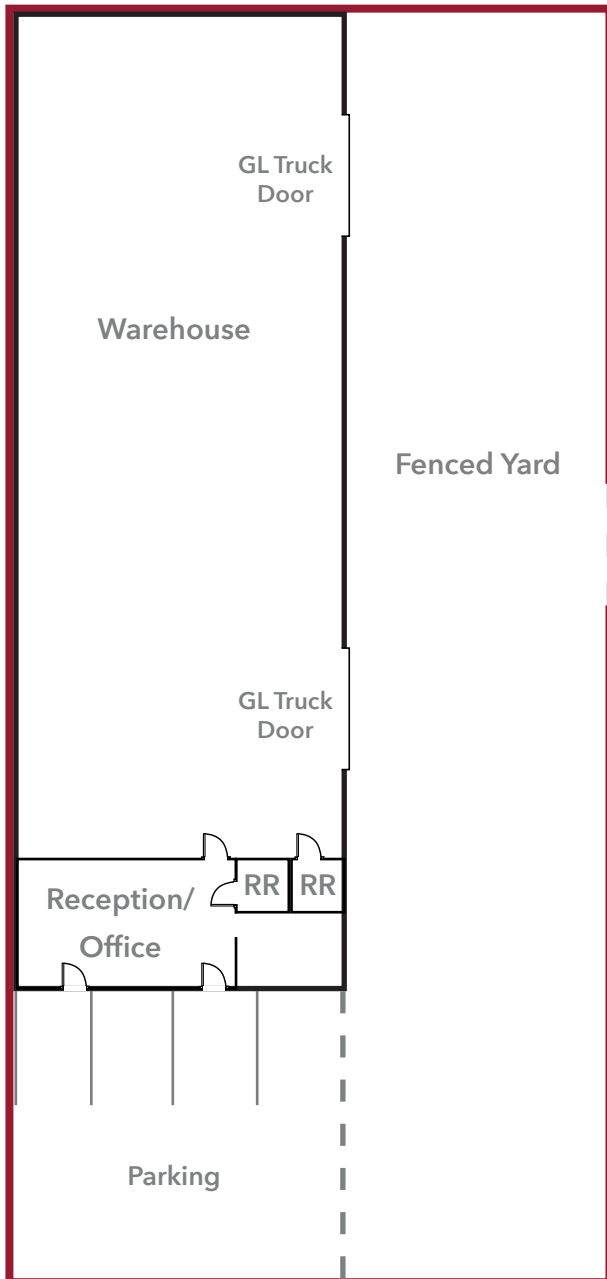 GL Truck
Door
Warehouse
Fenced Yard
GL Truck
Door
RR
RR
Reception/
Office
Parking